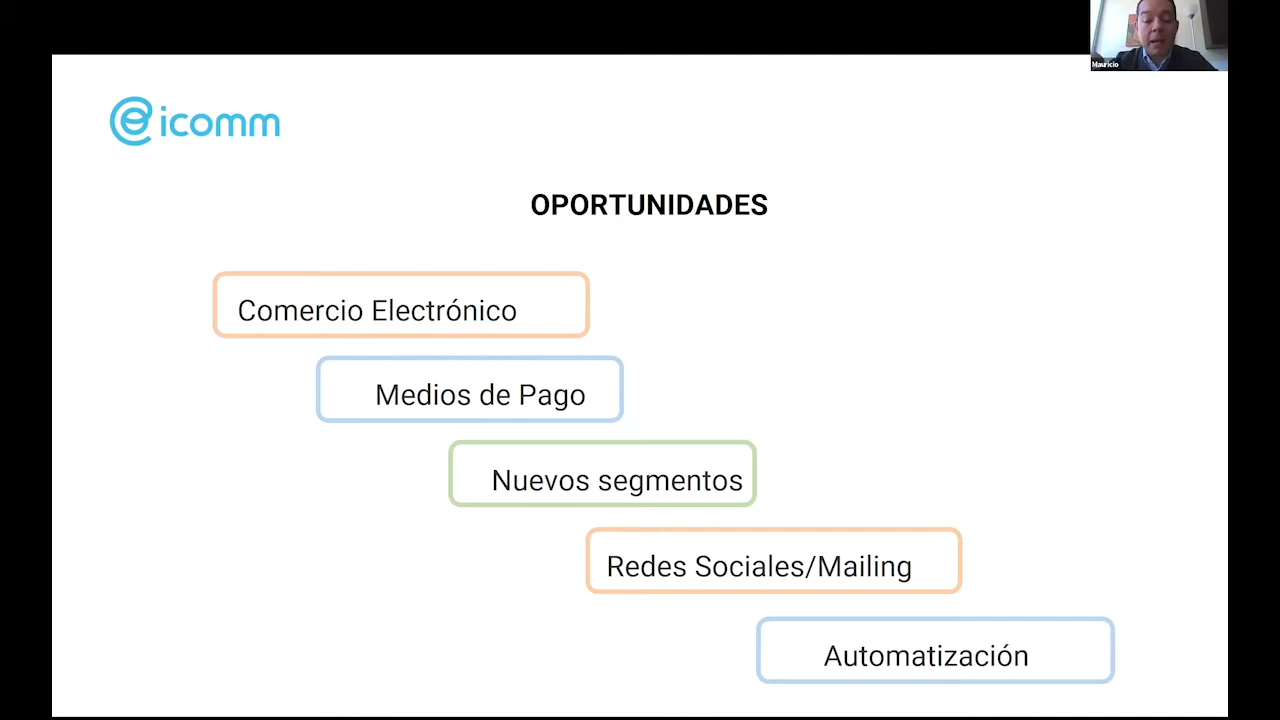 Mauricio
icomm
OPORTUNIDADES
Comercio Electrónico
Medios de Pago
Nuevos segmentos
Redes Sociales/Mailing
Automatización